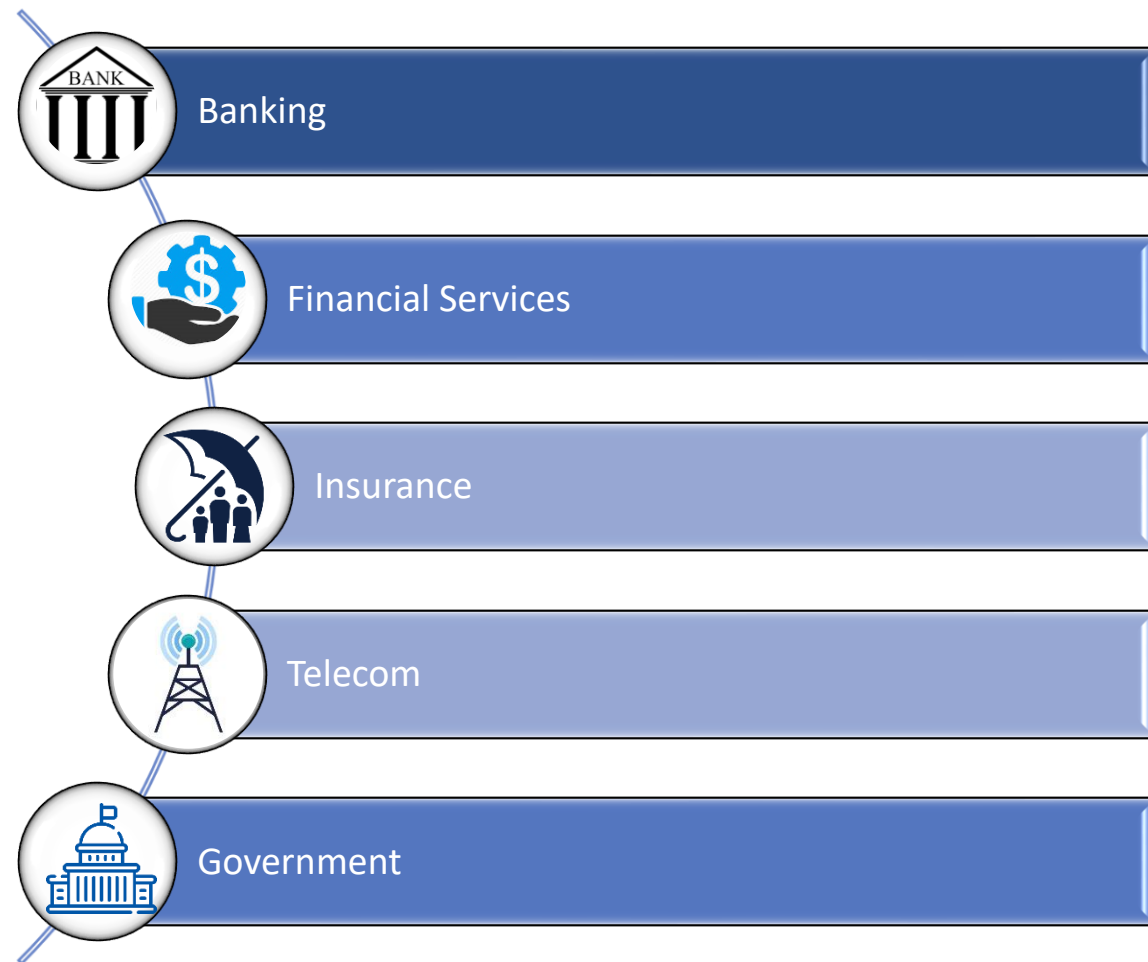 BANK
Banking
Financial Services
Insurance
Telecom
Government